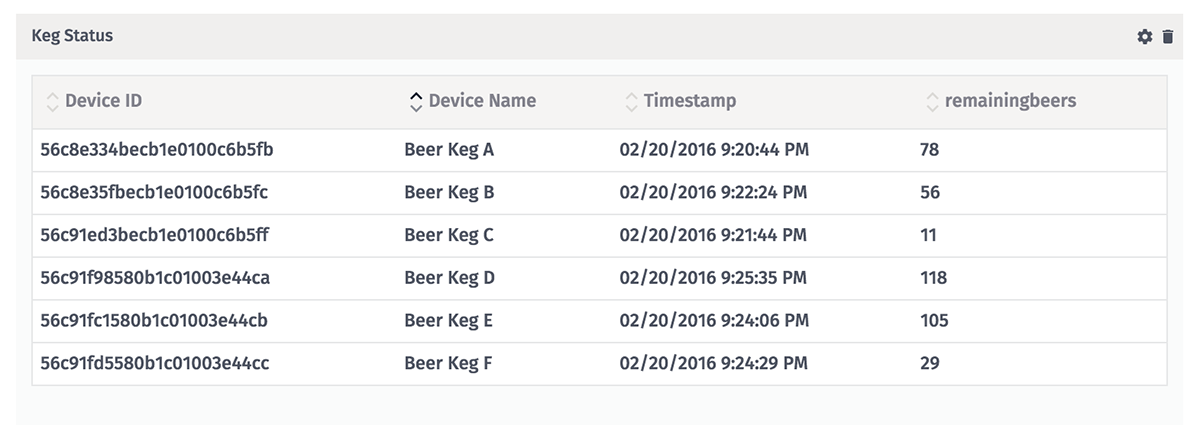 Keg Status
Device ID Device Name Timestamp remainingbeers
56c8e334becb1e0100c6b5fb Beer Keg A 02/20/2016 9:20:44 PM 78
56c8e35fbecb1e0100c6b5fc Beer Keg B 02/20/2016 9:22:24 PM 56
56c91ed3becb1e0100c6b5ff Beer Keg C 02/20/2016 9:21:44 PM 11
56c91f98580b1c01003e44ca Beer Keg D 02/20/2016 9:25:35 PM 118
56c91fc1580b1c01003e44cb Beer Keg E 02/20/2016 9:24:06 PM 105
56c91fd5580b1c01003e44cc Beer Keg F 02/20/2016 9:24:29 PM 29